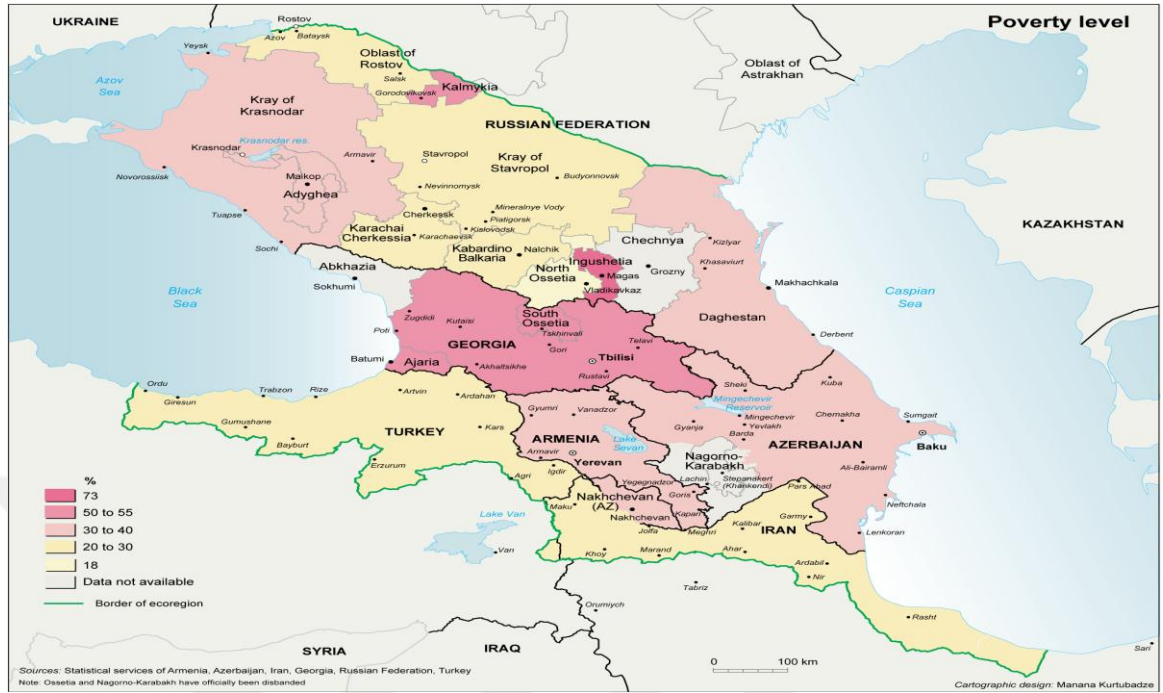 Poverty level
UKRAINE
Rostov
Azov
Bataysk
Yeysk
Oblast of
Rostov
Salsk
Oblast of
Astrakhan
Azov
Sea
Gorodovikovsk
Kalmykia
Kray of
Krasnodar
RUSSIAN FEDERATION
Krasnodar res.
Krasnodar
Armavir
Stavropol
Kray of
Stavropol
Maikop
Adyghea
Novorossiisk
Nevinnomysk
Budyonnovsk
Tuapse
Cherkessk
Mineralnye Vody
Piatigorsk
Kislovodsk
KAZAKHSTAN
Karachai
Cherkessia
Karachaevsk
Sochi
Kabardino
Balkaria
Nalchik
Chechnya
Kizlyar
Ingushetia
Grozny
Khasaviurt
Abkhazia
Sokhumi
North
Ossetia
Magas
Vladikavkaz
Makhachkala
Black
Sea
Caspian
Sea
Zugdidi
Kutaisi
South
Ossetia
Tskhinvali
Daghestan
Poti
GEORGIA
Gori
Telavi
Derbent
Tbilisi
Batumi
Ajaria
Akhaltsikhe
Rustavi
Ordu
Giresun
Trabzon
Rize
Artvin
Ardahan
Sheki
Kuba
Mingechevir
Reservoir
Gumushane
Gyumri
Vanadzor
Mingechevir
Chemakha
Sumgait
Bayburt
TURKEY
Kars
ARMENIA
Lake
Sevan
Gyanja
Yevlakh
Barda
AZERBAIJAN
Baku
Erzurum
Armavir
Yerevan
Nagorno-
Karabakh
Ali-Bairamli
Igdir
Agri
Yegegnadzor
Lachin
Stepanakert
(Khankendi)
Pars Abad
Maku
Nakhchevan
(AZ)
Goris
Neftchala
Nakhchevan
Kapan
Garmy
Lake Van
Jolfa
Meghri
Kalibar
IRAN
Lenkoran
Van
Khoy
Marand
Ahar
Ardabil
Nir
Tabriz
Orumiych
Rasht
Sari
SYRIA
IRAQ
%
73
50 to 55
30 to 40
20 to 30
18
Data not available
Border of ecoregion
0 100 km
Sources: Statistical services of Armenia, Azerbaijan, Iran, Georgia, Russian Federation, Turkey
Note: Ossetia and Nagorno-Karabakh have officially been disbanded
Cartographic design: Manana Kurtubadze